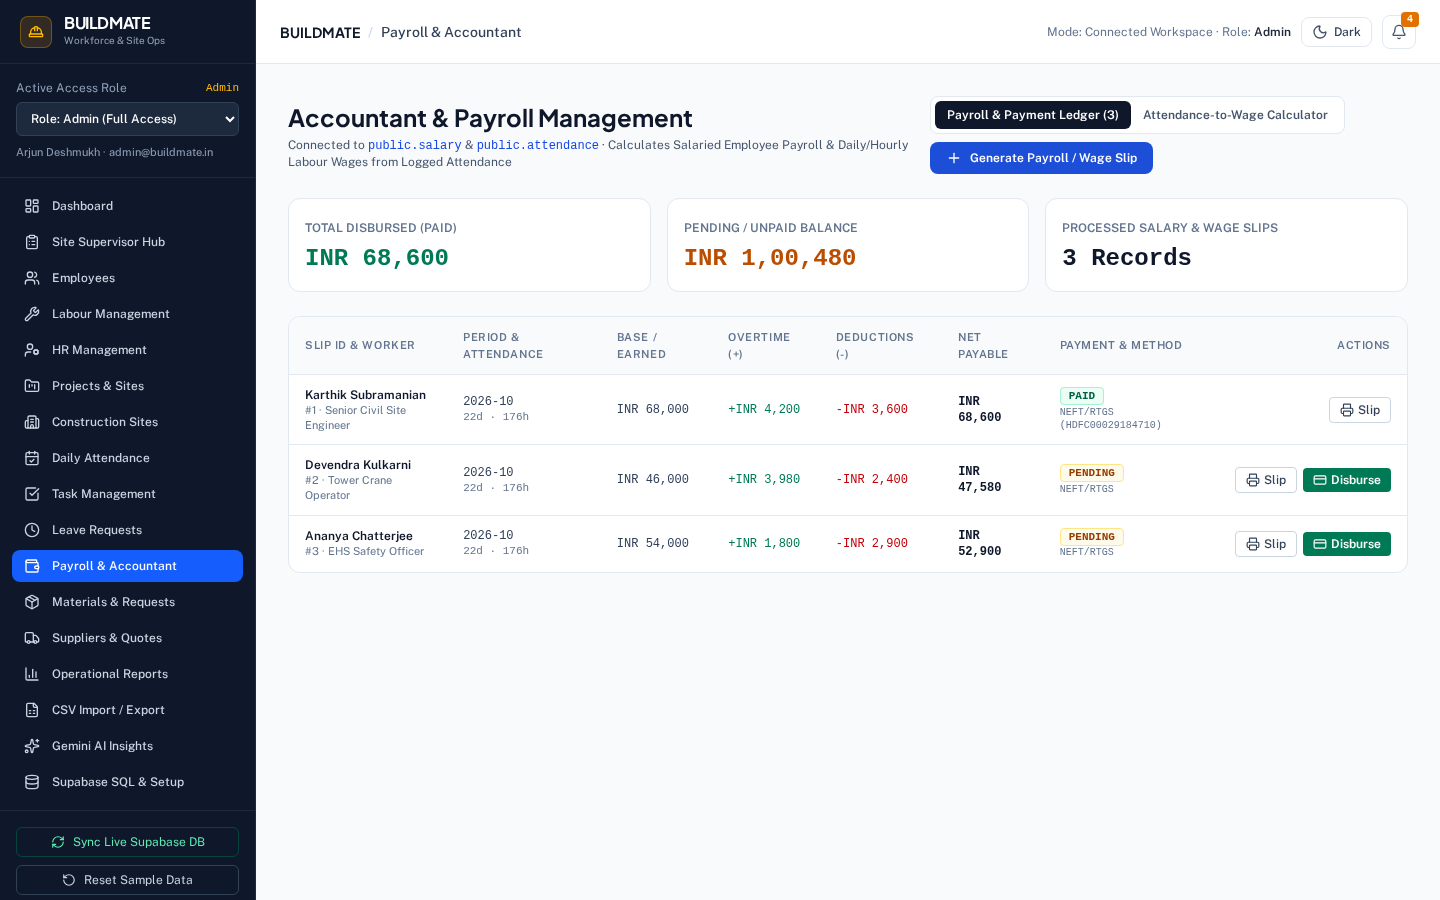 BUILDMATE
Workforce & Site Ops
Active Access Role
Admin
Role: Admin (Full Access)
Arjun Deshmukh · admin@buildmate.in
Dashboard
Site Supervisor Hub
Employees
Labour Management
HR Management
Projects & Sites
Construction Sites
Daily Attendance
Task Management
Leave Requests
Payroll & Accountant
Materials & Requests
Suppliers & Quotes
Operational Reports
CSV Import / Export
Gemini AI Insights
Supabase SQL & Setup
Sync Live Supabase DB
Reset Sample Data
BUILDMATE / Payroll & Accountant
Mode: Connected Workspace · Role: Admin
Dark
4
Accountant & Payroll Management
Connected to public.salary & public.attendance · Calculates Salaried Employee Payroll & Daily/Hourly
Labour Wages from Logged Attendance
Payroll & Payment Ledger (3)
Attendance-to-Wage Calculator
Generate Payroll / Wage Slip
TOTAL DISBURSED (PAID)
INR 68,600
PENDING / UNPAID BALANCE
INR 1,00,480
PROCESSED SALARY & WAGE SLIPS
3 Records
SLIP ID & WORKER
PERIOD &
ATTENDANCE
BASE /
EARNED
OVERTIME
(+)
DEDUCTIONS
(-)
NET
PAYABLE
PAYMENT & METHOD
ACTIONS
Karthik Subramanian
#1 · Senior Civil Site
Engineer
2026-10
22d · 176h
INR 68,000
+INR 4,200
-INR 3,600
INR
68,600
PAID
NEFT/RTGS
(HDFC00029184710)
Slip
Devendra Kulkarni
#2 · Tower Crane
Operator
2026-10
22d · 176h
INR 46,000
+INR 3,980
-INR 2,400
INR
47,580
PENDING
NEFT/RTGS
Slip
Disburse
Ananya Chatterjee
#3 · EHS Safety Officer
2026-10
22d · 176h
INR 54,000
+INR 1,800
-INR 2,900
INR
52,900
PENDING
NEFT/RTGS
Slip
Disburse